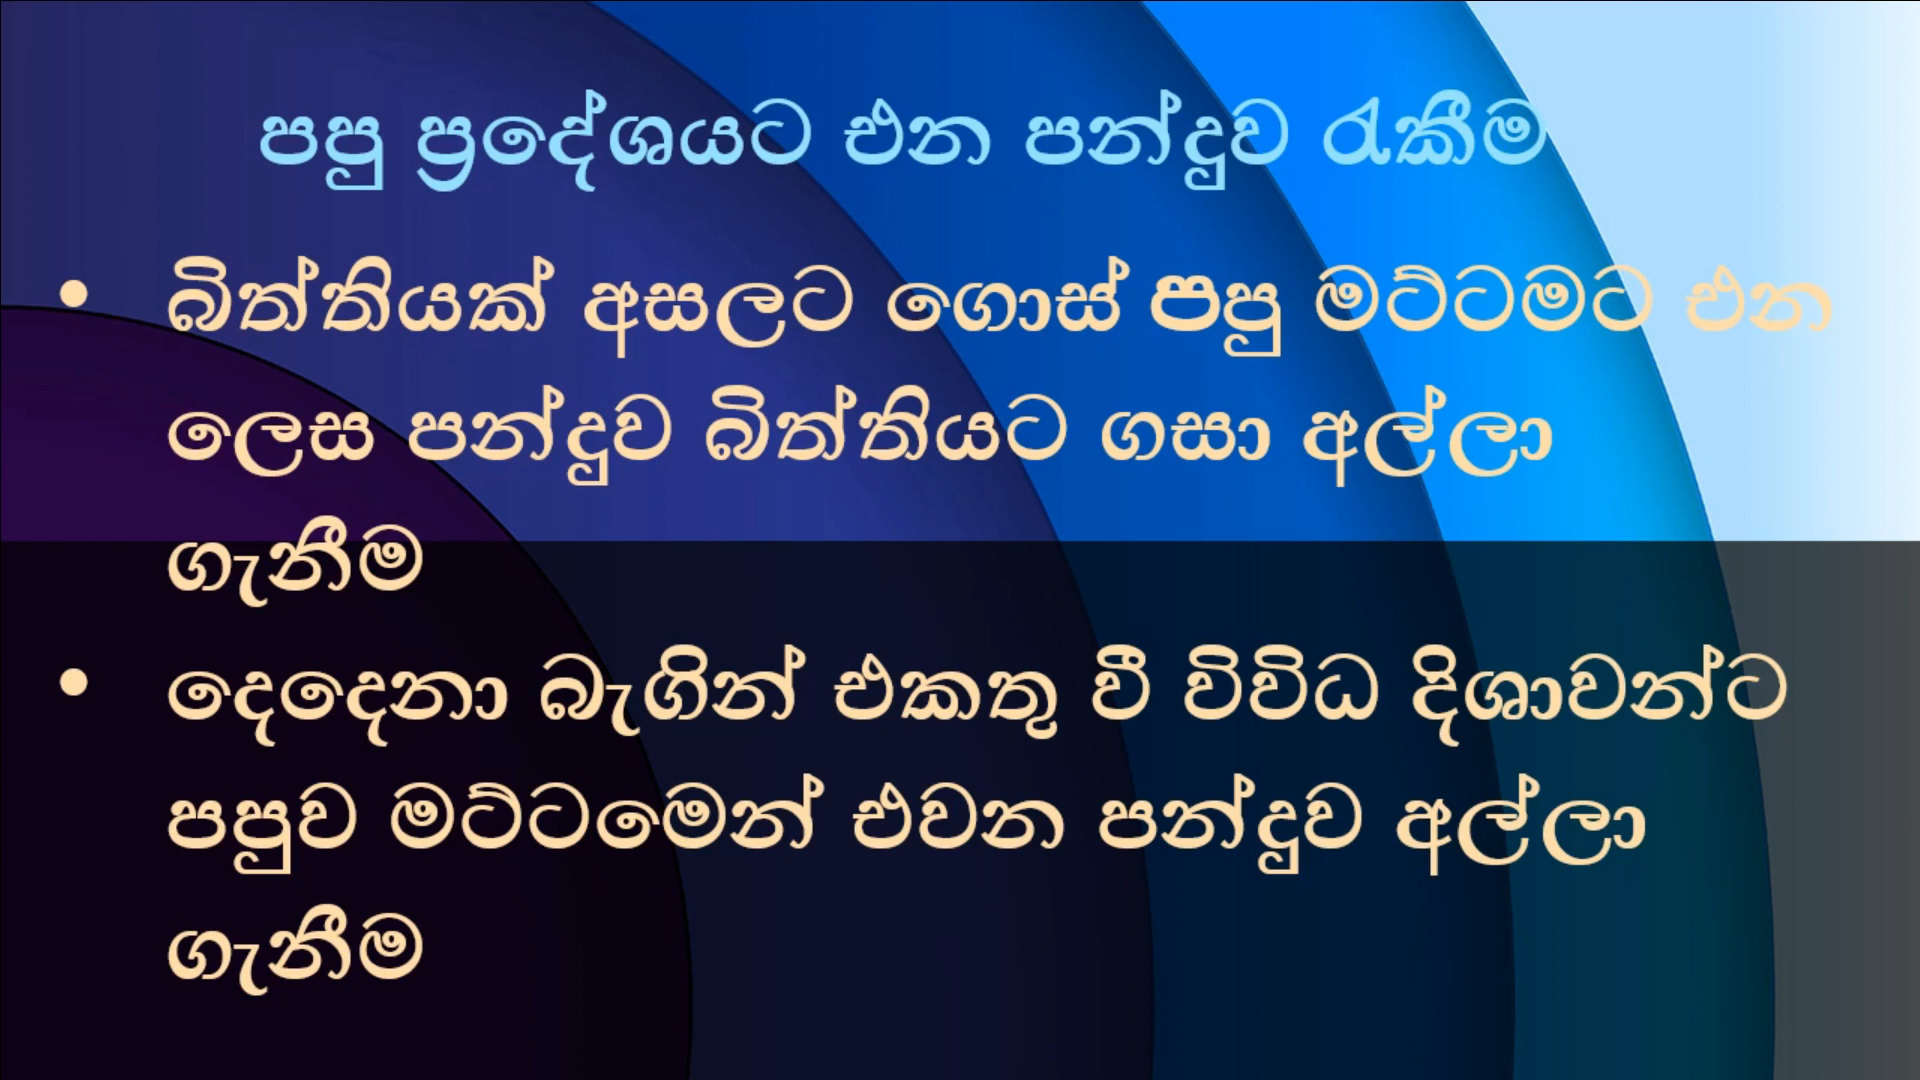 පපු ප්‍රදේශයට එන පන්දුව රැකීම
• බිත්තියක් අසලට ගොස් පපු මට්ටමට එන
ලෙස පන්දුව බිත්තියට ගසා අල්ලා
ගැනීම
• දෙදෙනා බැගින් එකතු වී විවිධ දිශාවන්ට
පපුව මට්ටමෙන් එවන පන්දුව අල්ලා
ගැනීම